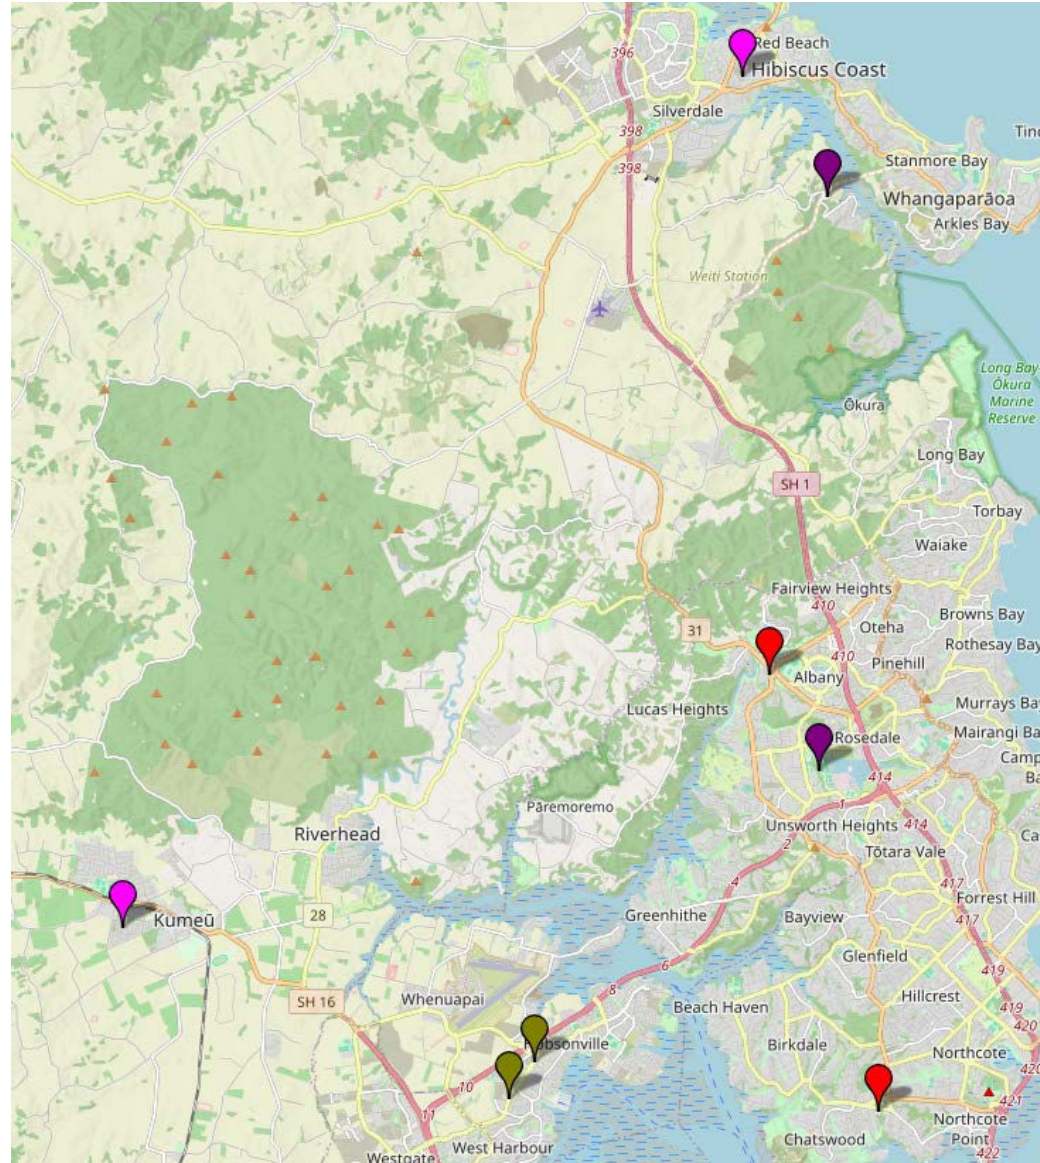 396
Red Beach
Hibiscus Coast
Silverdale
398
398
Stanmore Bay
Whangaparāoa
Arkles Bay
Weiti Station
Long Bay-
Ōkura
Marine
Reserve
Ōkura
Long Bay
SH 1
Torbay
Waiake
Fairview Heights
410
Browns Bay
31
Oteha
Rothesay Bay
410
Pinehill
Albany
Lucas Heights
Murrays Bay
Rosedale
Mairangi Ba
Camp
Ba
414
Pāremoremo
1
Unsworth Heights
414
Riverhead
2
Tōtara Vale
4
417
Forrest Hill
417
Kumeū
28
Greenhithe
Bayview
Glenfield
6
419
Whenuapai
SH 16
8
Beach Haven
Hillcrest
419
420
Hobsonville
Birkdale
Northcote
420
10
421
11
West Harbour
Chatswood
Northcote
Point
Westgate
422